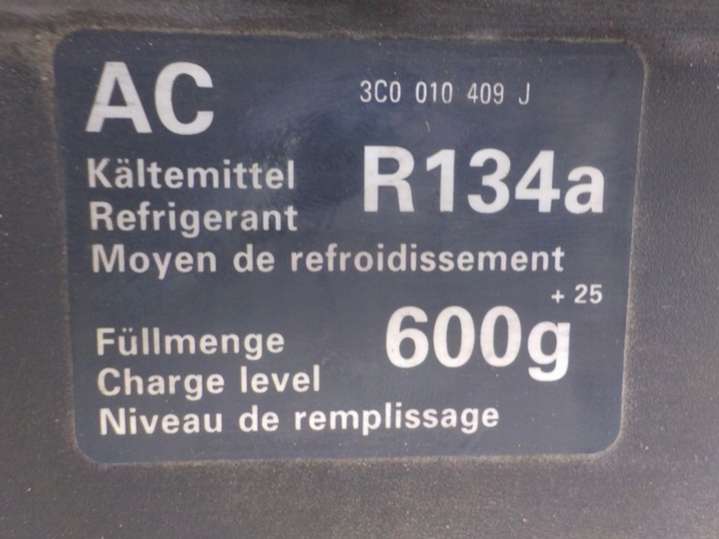 AC
3C0 010 409 J
Kältemittel
R134a
Refrigerant
Moyen de refroidissement
+ 25
Füllmenge
600g
Charge level
Niveau de remplissage